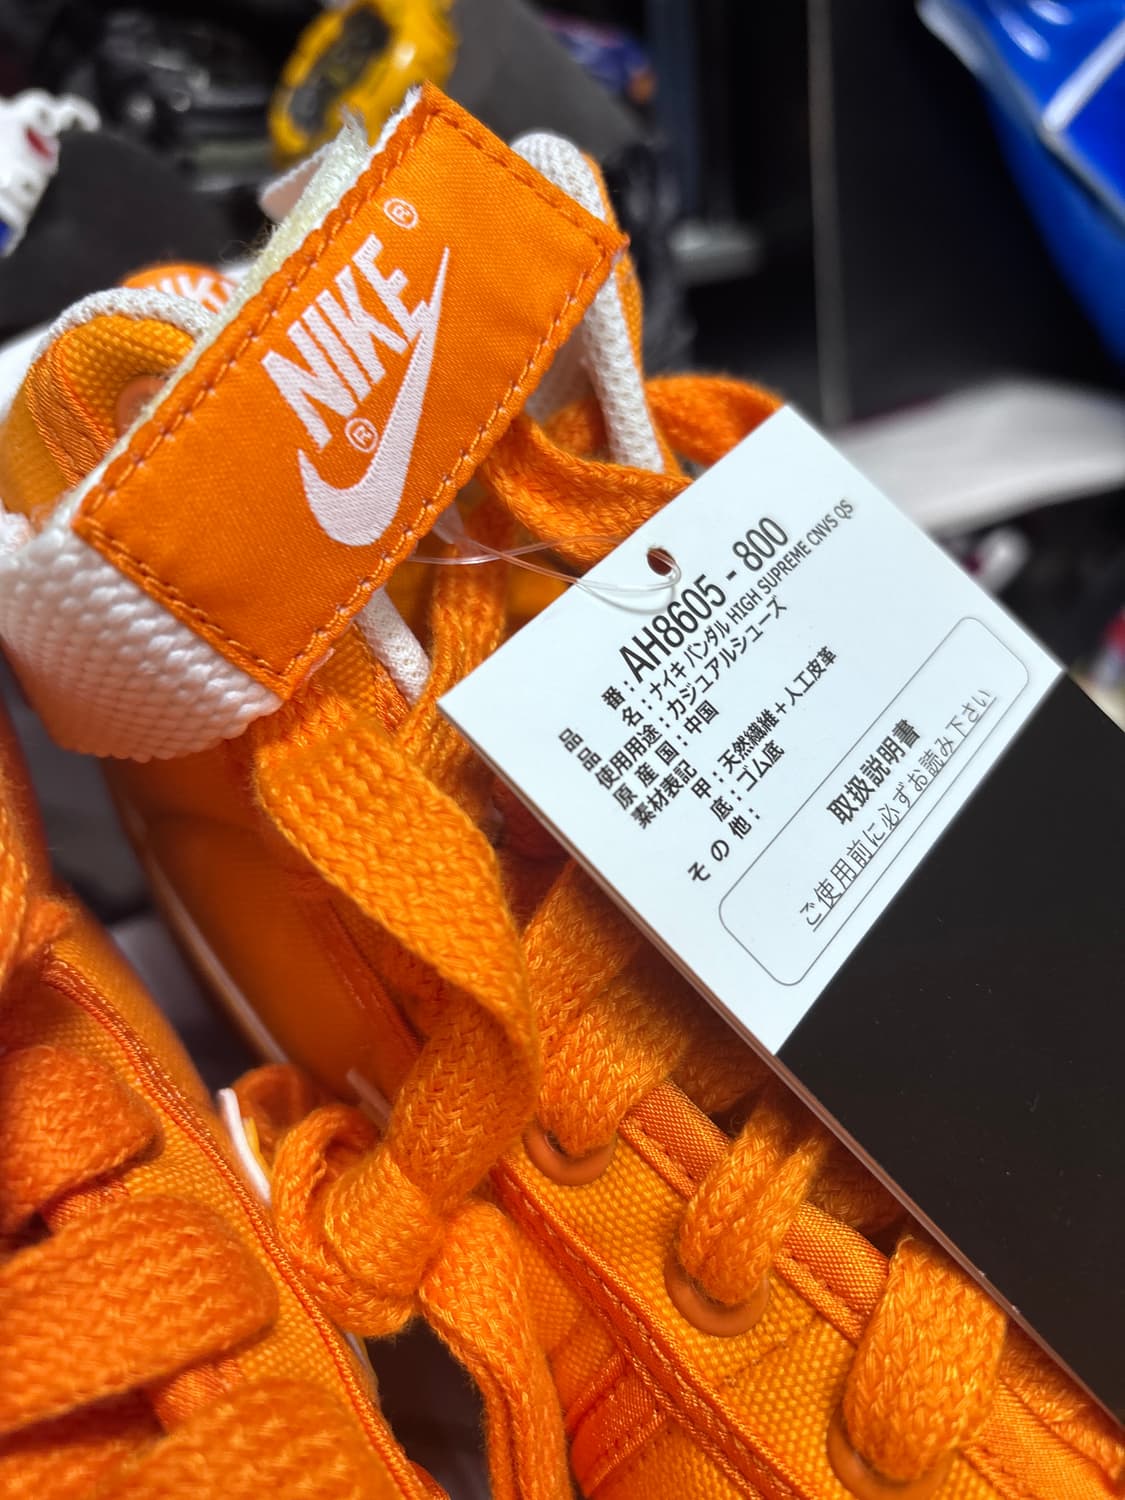 NIKE®
®
品番：AH8605 - 800
品名：ナイキ バンダル HIGH SUPREME CNVS QS
使用用途：カジュアルシューズ
原産国：中国
素材表記 甲：天然繊維＋人工皮革
底：ゴム底
その他：
取扱説明書
ご使用前に必ずお読み下さい